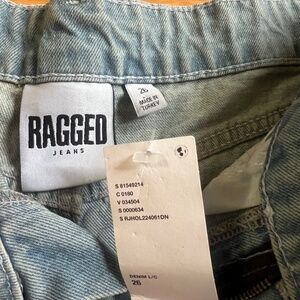 RAGGED
JEANS
26
MADE IN
TURKEY
S 81549214
C 0180
V 034504
S 0000634
S RJHOL224061DN
DENIM L/C
26